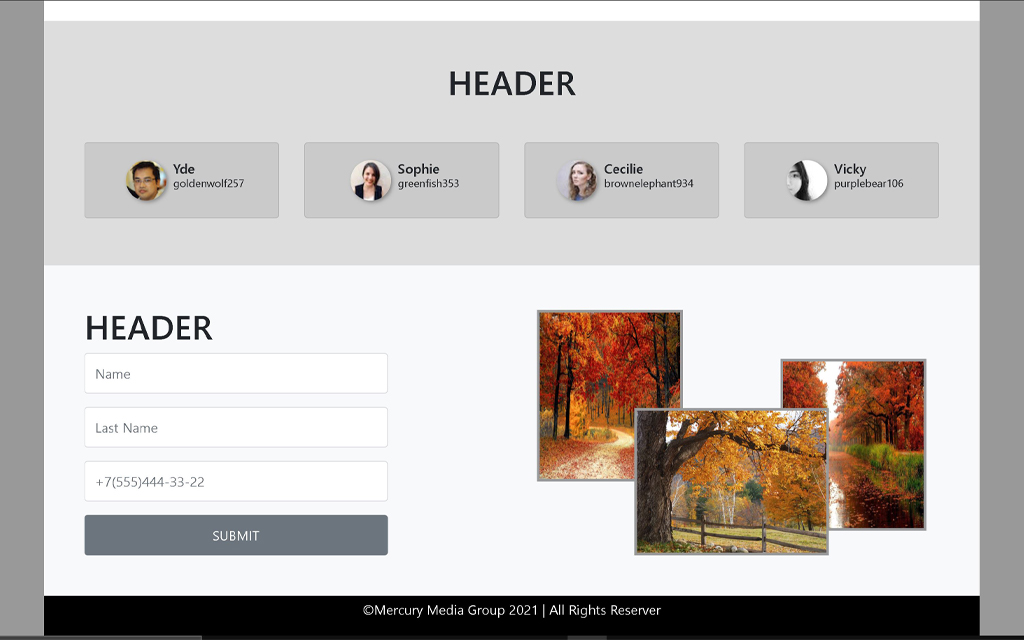 HEADER
Yde
goldenwolf257
Sophie
greenfish353
Cecilie
brownelephant934
Vicky
purplebear106
HEADER
Name
Last Name
+7(555)444-33-22
SUBMIT
©Mercury Media Group 2021 | All Rights Reserver